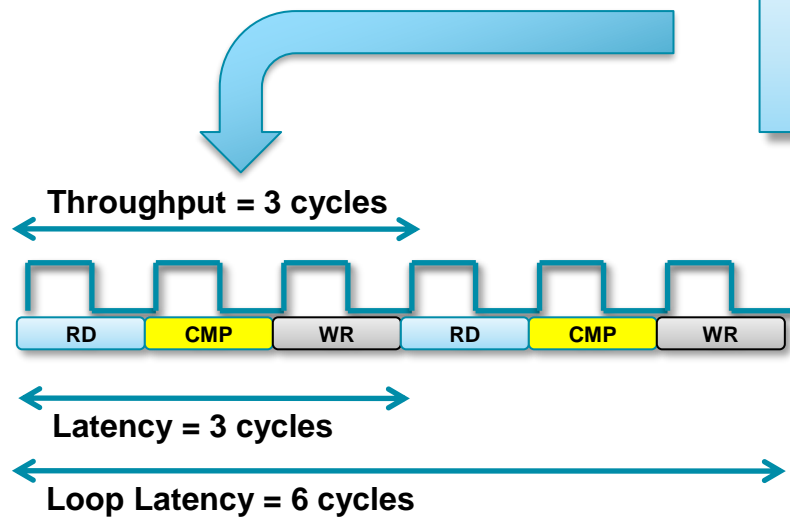 Throughput = 3 cycles
RD CMP WR RD CMP WR
Latency = 3 cycles
Loop Latency = 6 cycles